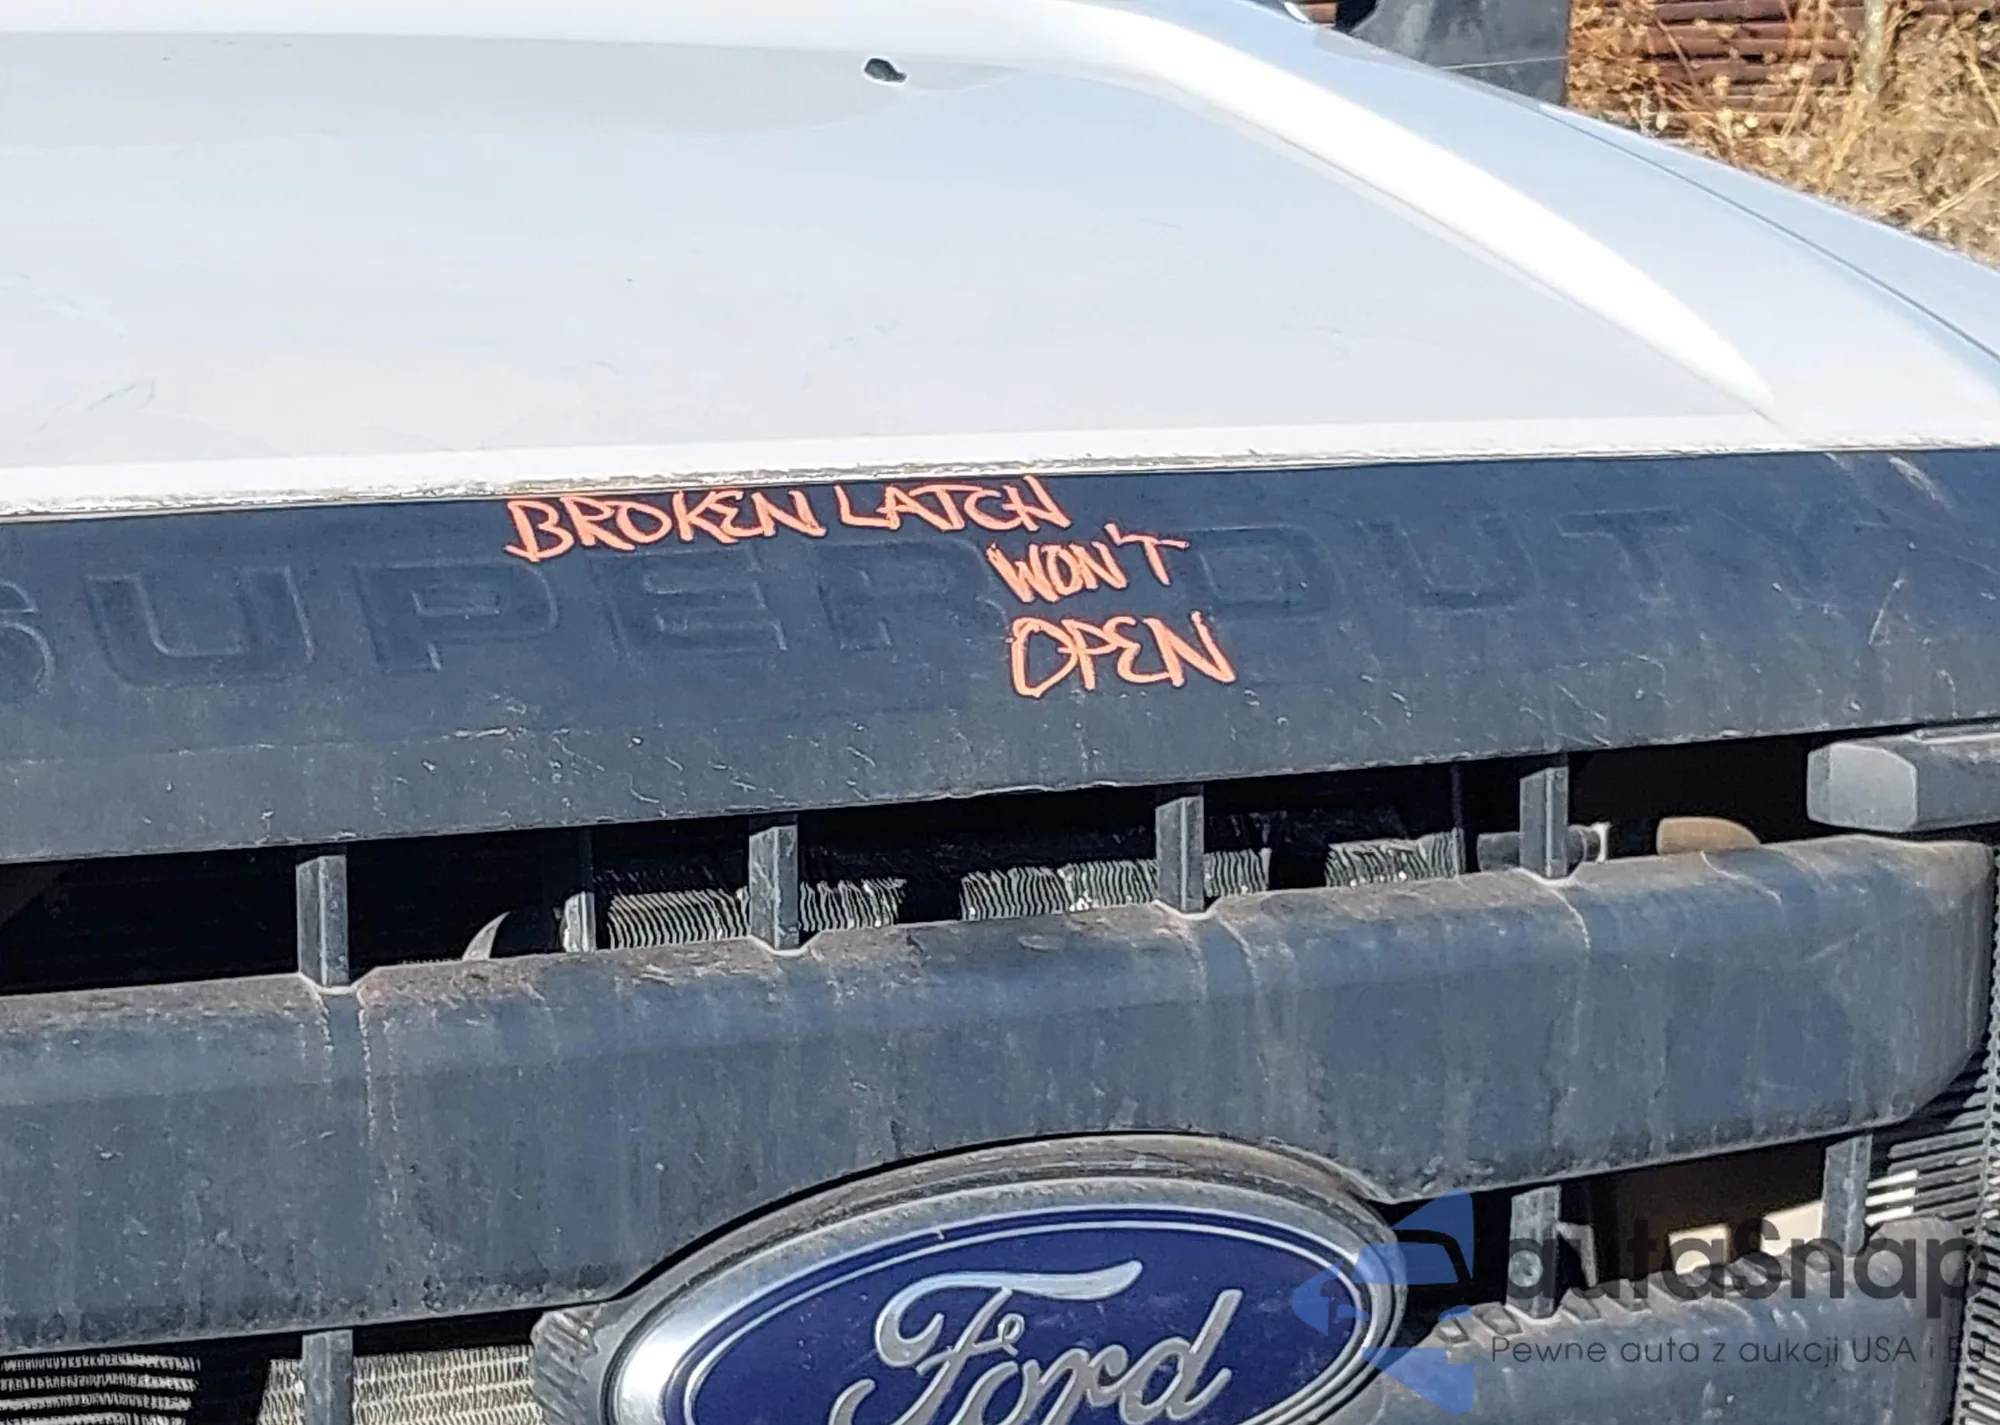 BROKEN LATCH
WON'T
OPEN
SUPER DUTY
Ford
autaSnap
Pewne auta z aukcji USA i EU